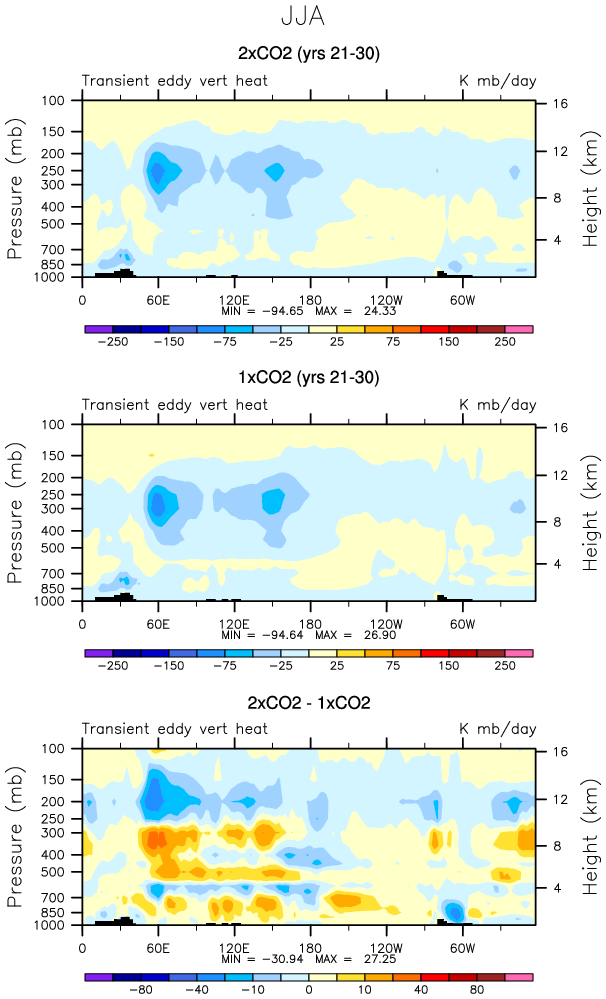 JJA
2xCO2 (yrs 21-30)
Transient eddy vert heat K mb/day
100 150 200 250 300 400 500 700 850 1000
Pressure (mb)
16 12 8 4
Height (km)
0 60E 120E 180 120W 60W
MIN = -94.65 MAX = 24.33
-250 -150 -75 -25 0 25 75 150 250
1xCO2 (yrs 21-30)
Transient eddy vert heat K mb/day
100 150 200 250 300 400 500 700 850 1000
Pressure (mb)
16 12 8 4
Height (km)
0 60E 120E 180 120W 60W
MIN = -94.64 MAX = 26.90
-250 -150 -75 -25 0 25 75 150 250
2xCO2 - 1xCO2
Transient eddy vert heat K mb/day
100 150 200 250 300 400 500 700 850 1000
Pressure (mb)
16 12 8 4
Height (km)
0 60E 120E 180 120W 60W
MIN = -30.94 MAX = 27.25
-80 -40 -10 0 10 40 80